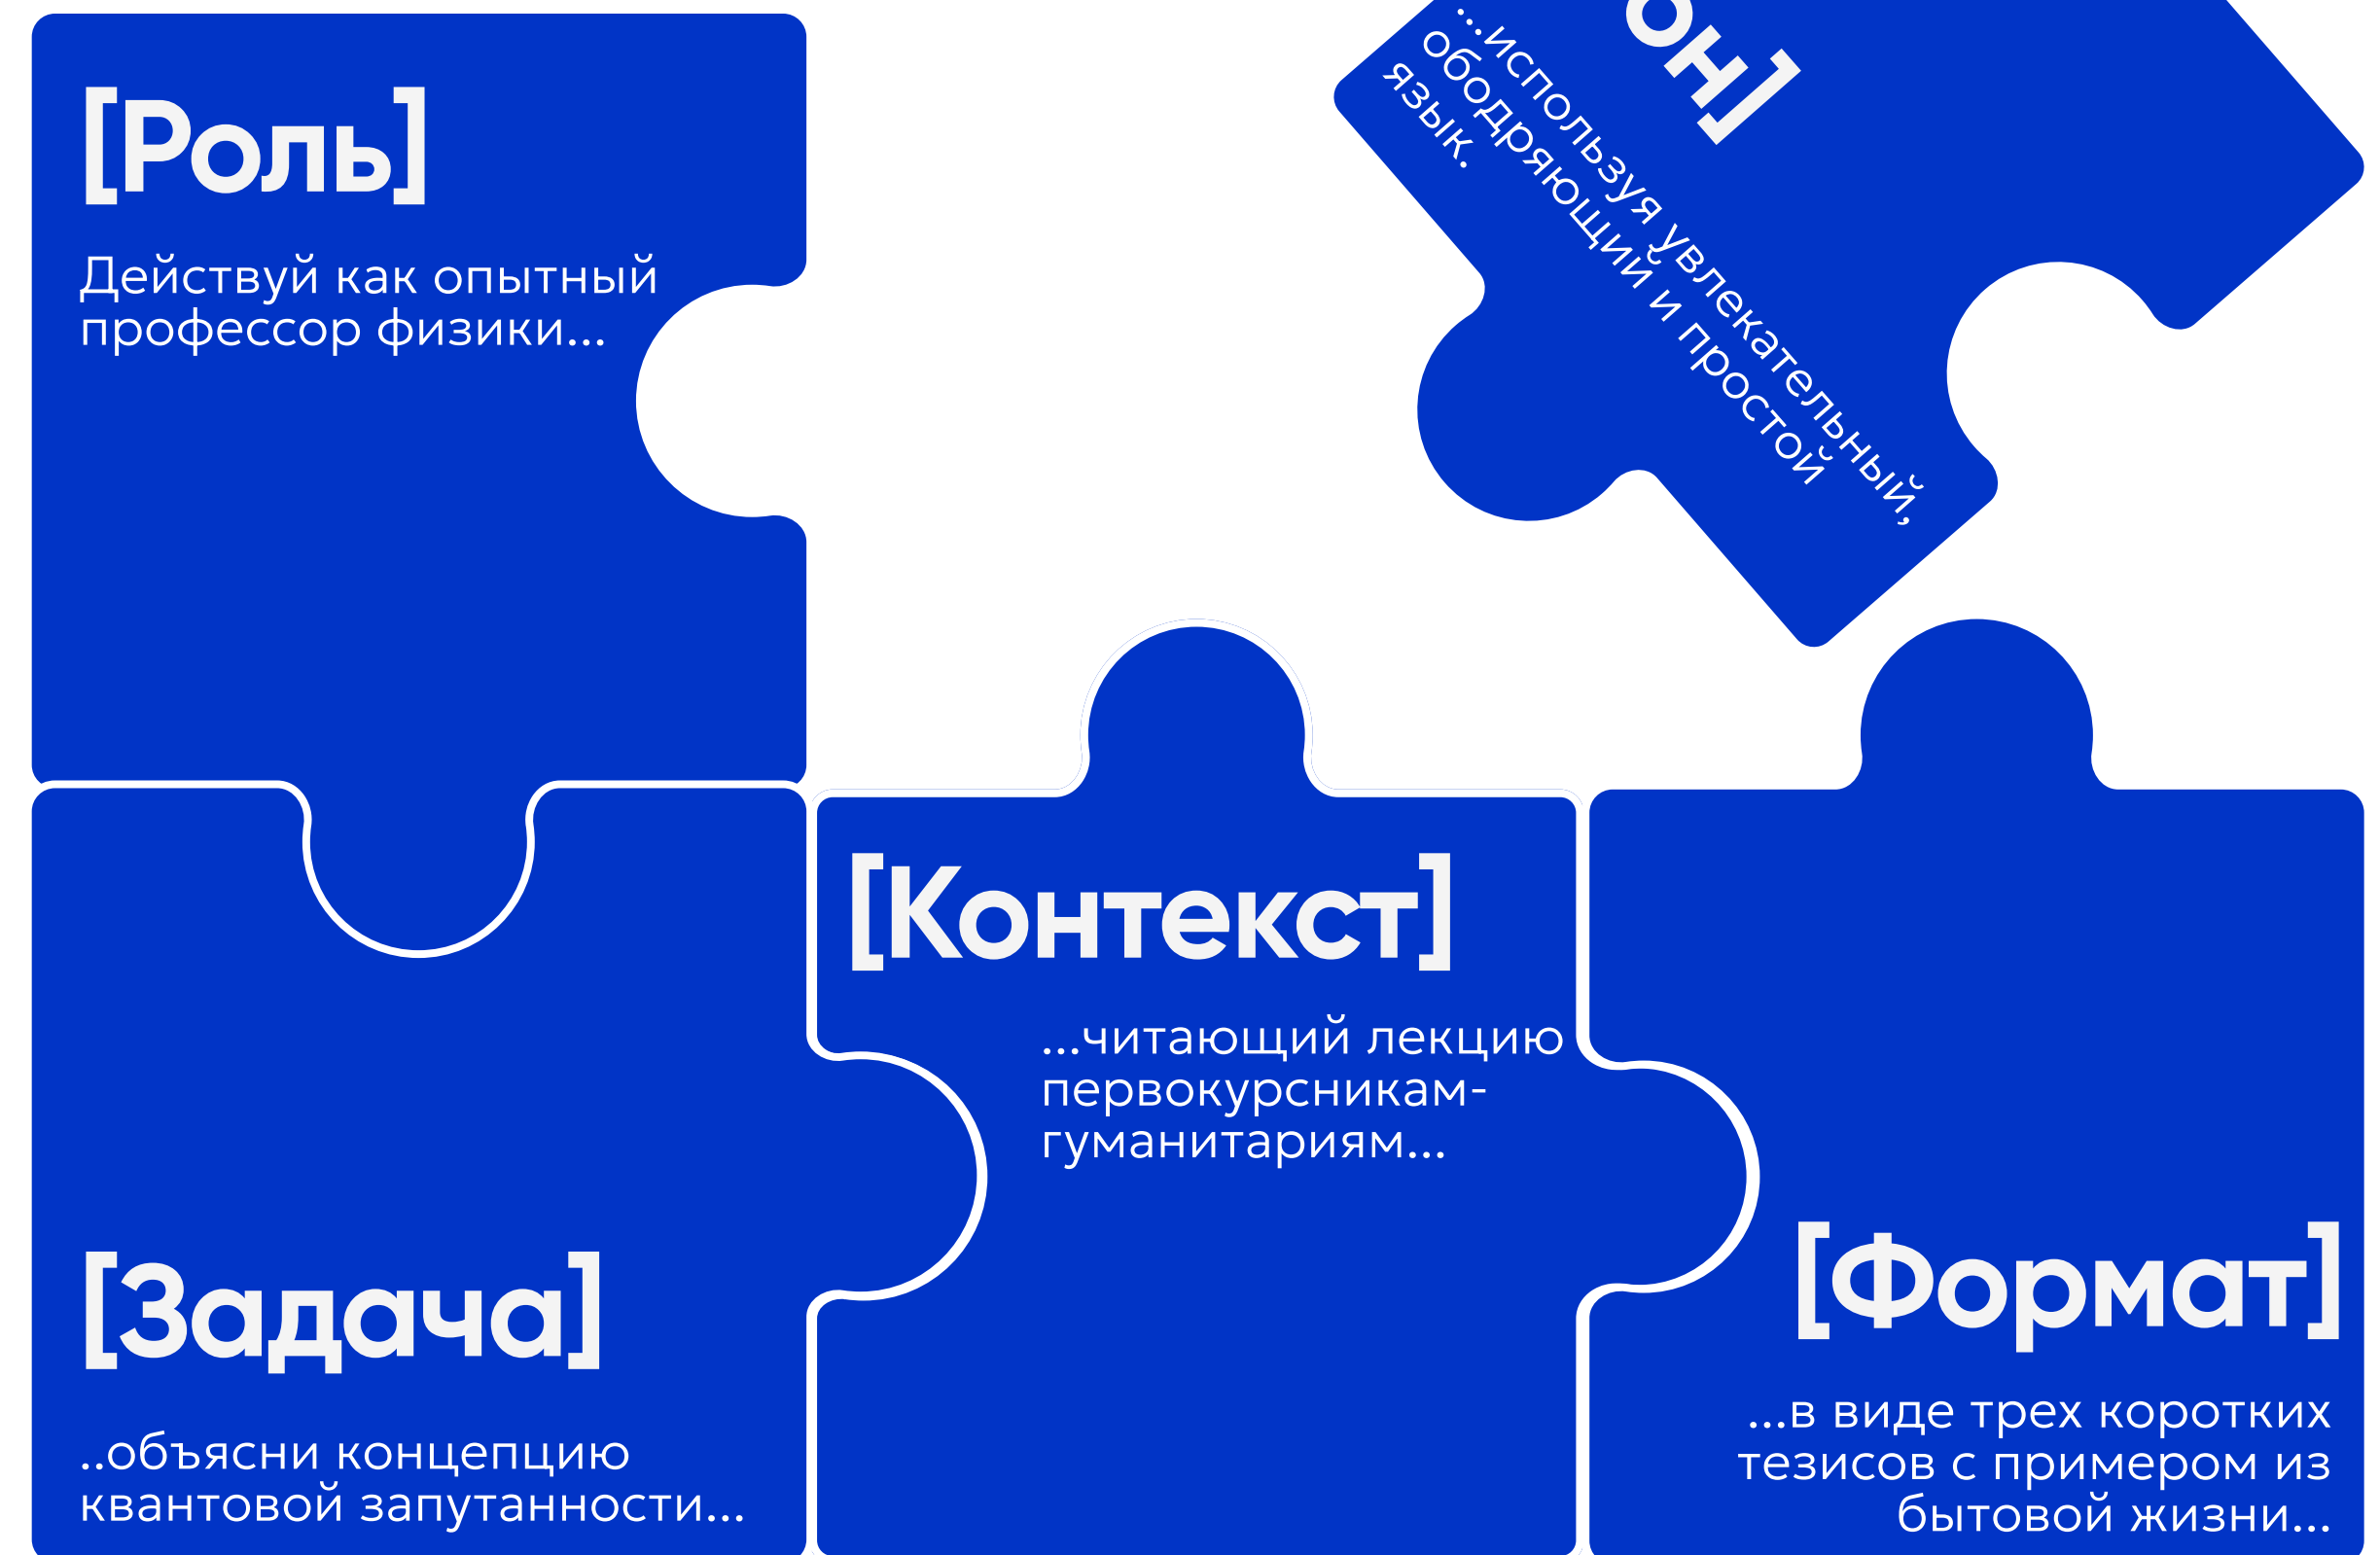 [Роль]
Действуй как опытный
профессор физики...
он]
...используя увлекательный,
ободряющий и простой
язык.
[Контекст]
...читающий лекцию
первокурсникам-
гуманитариям...
[Задача]
..объясни концепцию
квантовой запутанности...
[Формат]
...в виде трех коротких
тезисов с примером из
бытовой жизни...